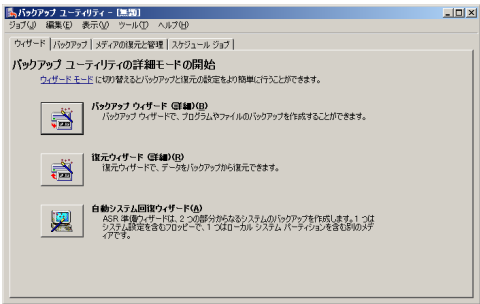 バックアップ ユーティリティ - [無題]
ジョブ(J) 編集(E) 表示(V) ツール(T) ヘルプ(H)
ウィザード バックアップ メディアの復元と管理 スケジュール ジョブ
バックアップ ユーティリティの詳細モードの開始
ウィザード モードに切り替えるとバックアップと復元の設定をより簡単に行うことができます。
バックアップ ウィザード (詳細)(B)
バックアップ ウィザードで、プログラムやファイルのバックアップを作成することができます。
復元ウィザード (詳細)(R)
復元ウィザードで、データをバックアップから復元できます。
自動システム回復ウィザード(A)
ASR 準備ウィザードは、2 つの部分からなるシステムのバックアップを作成します。1 つは
システム設定を含むフロッピーで、1 つはローカル システム パーティションを含む別のメデ
ィアです。